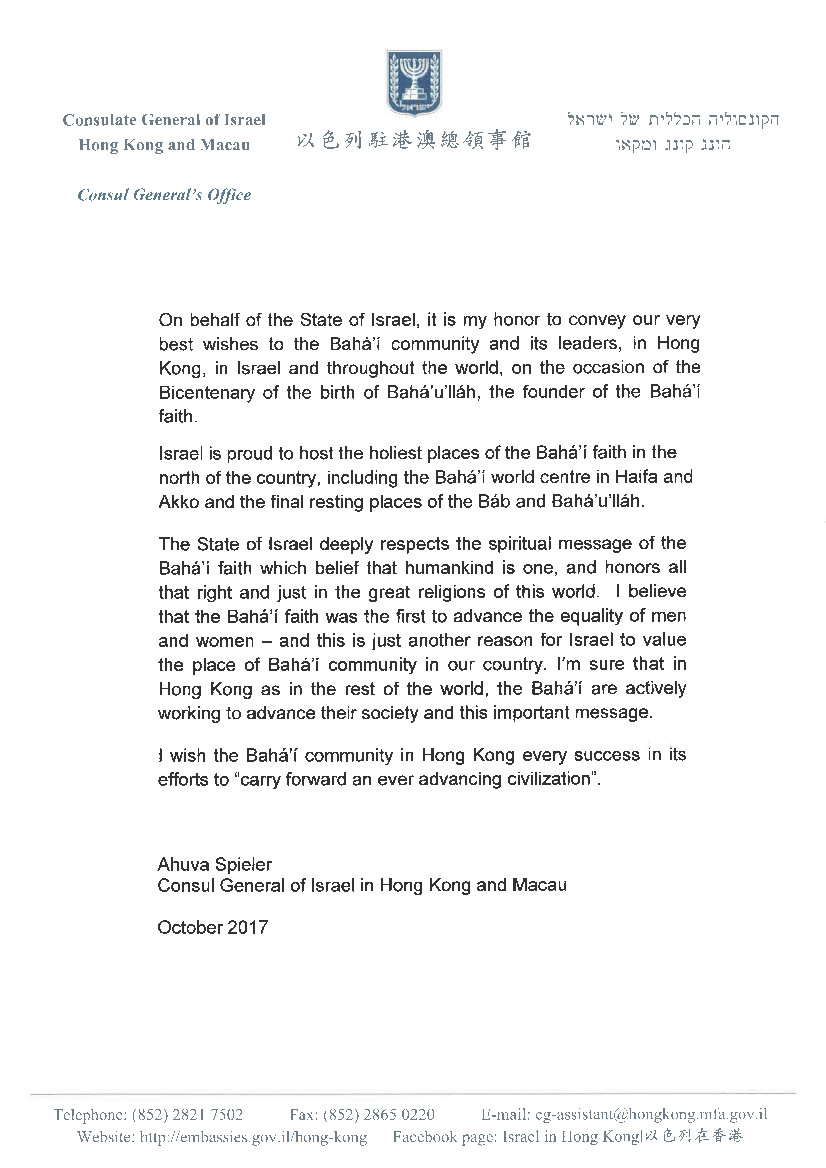 Consulate General of Israel
Hong Kong and Macau
Consul General's Office
以色列駐港澳總領事館
הקונסוליה הכללית של ישראל
הונג קונג ומקאו
ישראל
On behalf of the State of Israel, it is my honor to convey our very
best wishes to the Bahá'í community and its leaders, in Hong
Kong, in Israel and throughout the world, on the occasion of the
Bicentenary of the birth of Bahá'u'lláh, the founder of the Bahá'í
faith.
Israel is proud to host the holiest places of the Bahá'í faith in the
north of the country, including the Bahá'í world centre in Haifa and
Akko and the final resting places of the Báb and Bahá'u'lláh.
The State of Israel deeply respects the spiritual message of the
Bahá'í faith which belief that humankind is one, and honors all
that right and just in the great religions of this world. I believe
that the Bahá'í faith was the first to advance the equality of men
and women – and this is just another reason for Israel to value
the place of Bahá'í community in our country. I'm sure that in
Hong Kong as in the rest of the world, the Bahá'í are actively
working to advance their society and this important message.
I wish the Bahá'í community in Hong Kong every success in its
efforts to "carry forward an ever advancing civilization".
Ahuva Spieler
Consul General of Israel in Hong Kong and Macau
October 2017
Telephone: (852) 2821 7502 Fax: (852) 2865 0220 E-mail: cg-assistant@hongkong.mfa.gov.il
Website: http://embassies.gov.il/hong-kong Facebook page: Israel in Hong Kong|以色列在香港